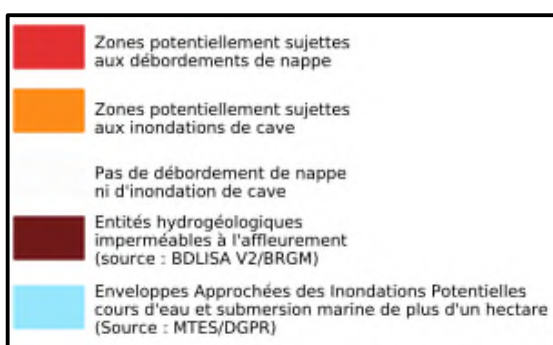 Zones potentiellement sujettes
aux débordements de nappe
Zones potentiellement sujettes
aux inondations de cave
Pas de débordement de nappe
ni d'inondation de cave
Entités hydrogéologiques
imperméables à l'affleurement
(source : BDLISA V2/BRGM)
Enveloppes Approchées des Inondations Potentielles
cours d'eau et submersion marine de plus d'un hectare
(Source : MTES/DGPR)